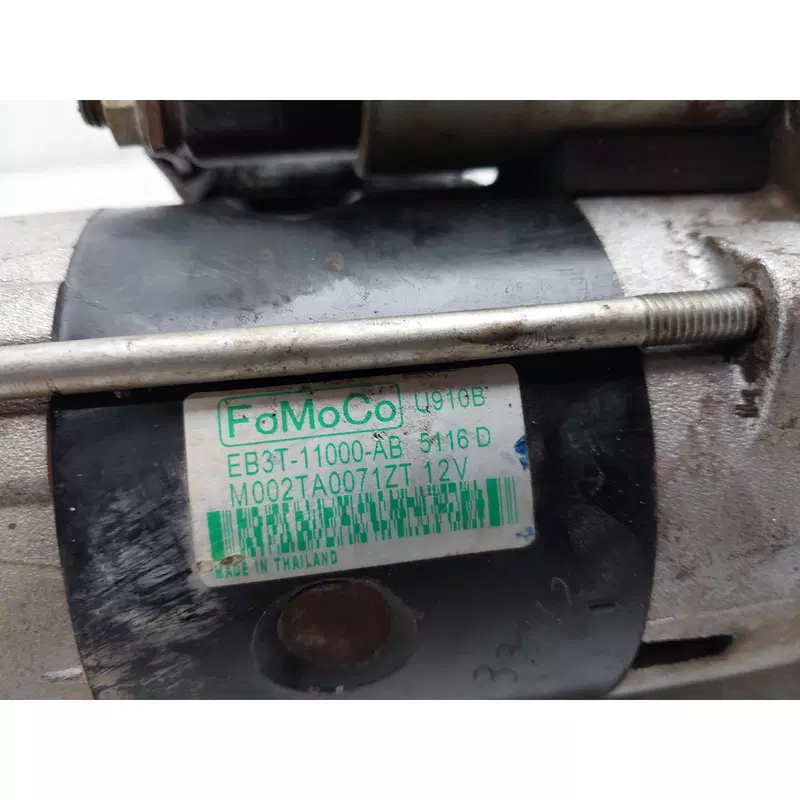 FoMoCo U910B
EB3T-11000-AB 5116 D
M002TA0071ZT 12V
MADE IN THAILAND